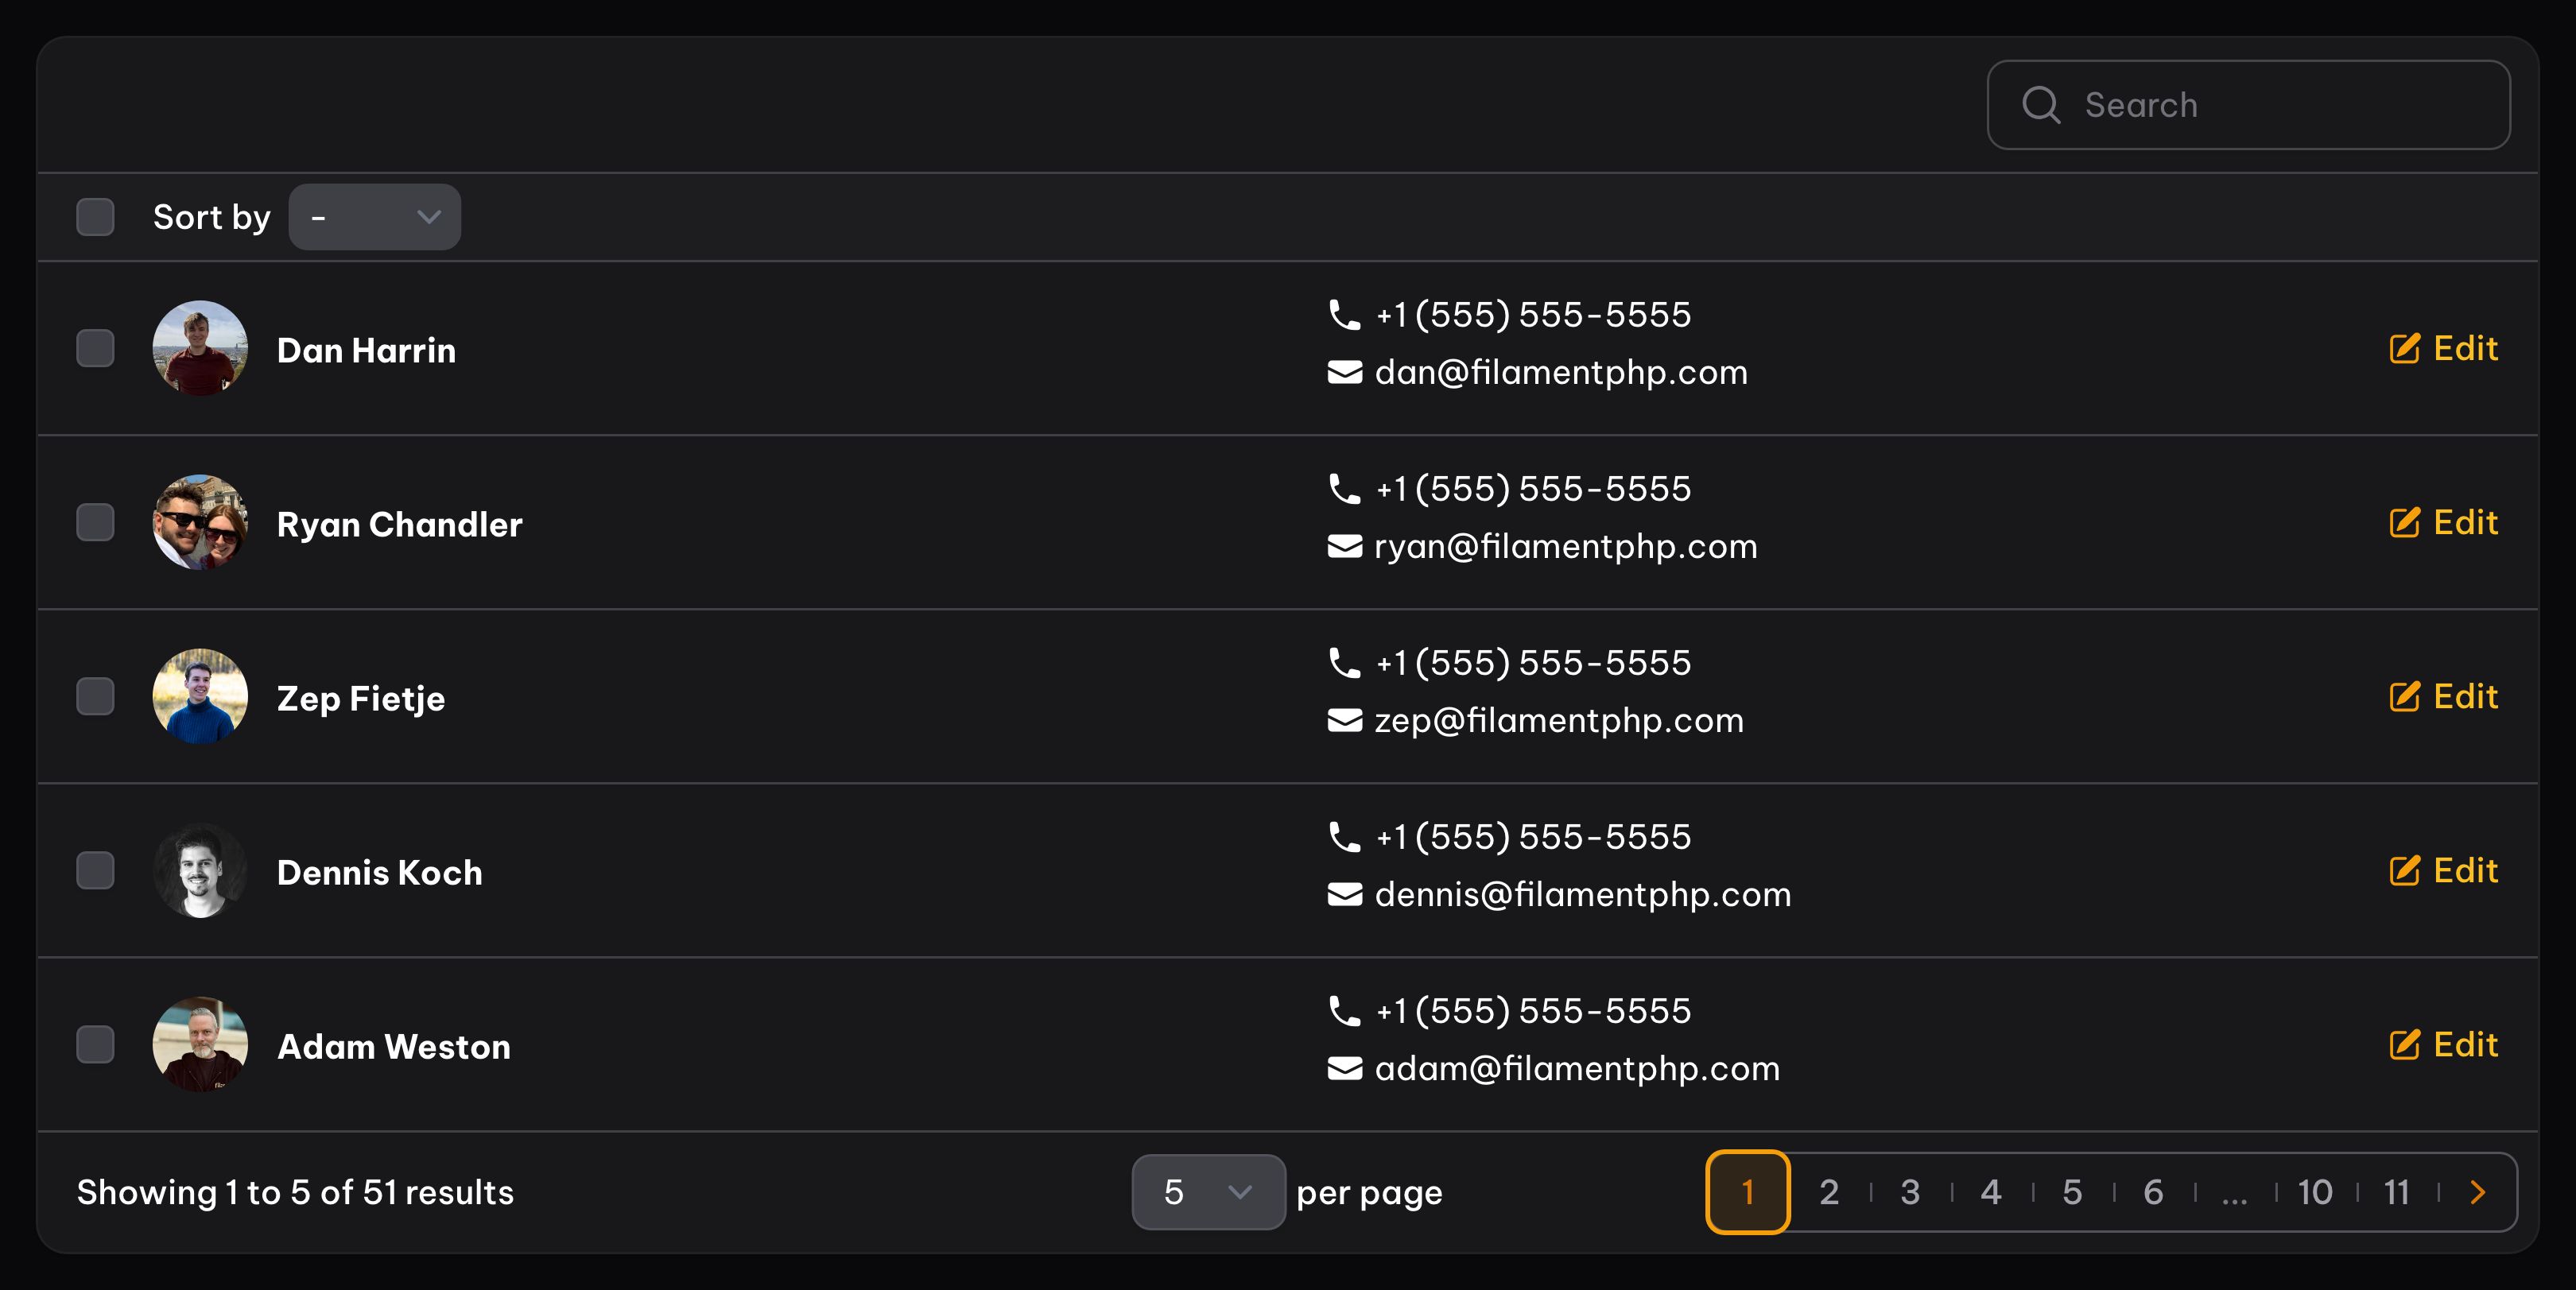 Search
Sort by -
Dan Harrin
+1 (555) 555-5555
dan@filamentphp.com
Edit
Ryan Chandler
+1 (555) 555-5555
ryan@filamentphp.com
Edit
Zep Fietje
+1 (555) 555-5555
zep@filamentphp.com
Edit
Dennis Koch
+1 (555) 555-5555
dennis@filamentphp.com
Edit
Adam Weston
+1 (555) 555-5555
adam@filamentphp.com
Edit
Showing 1 to 5 of 51 results
5 per page
1 2 3 4 5 6 ... 10 11